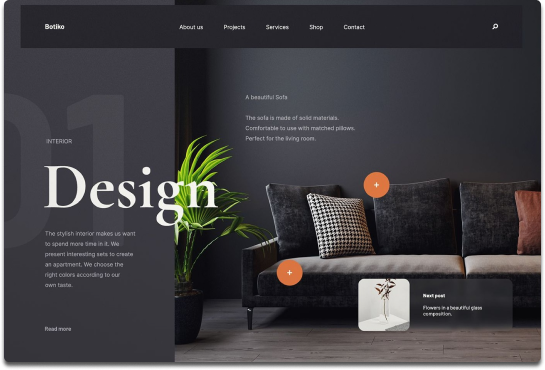 Botiko
About us
Projects
Services
Shop
Contact
01
A beautiful Sofa
The sofa is made of solid materials.
Comfortable to use with matched pillows.
Perfect for the living room.
INTERIOR
Design
The stylish interior makes us want
to spend more time in it. We
present interesting sets to create
an apartment. We choose the
right colors according to our
own taste.
Read more
Next post
Flowers in a beautiful glass
composition.